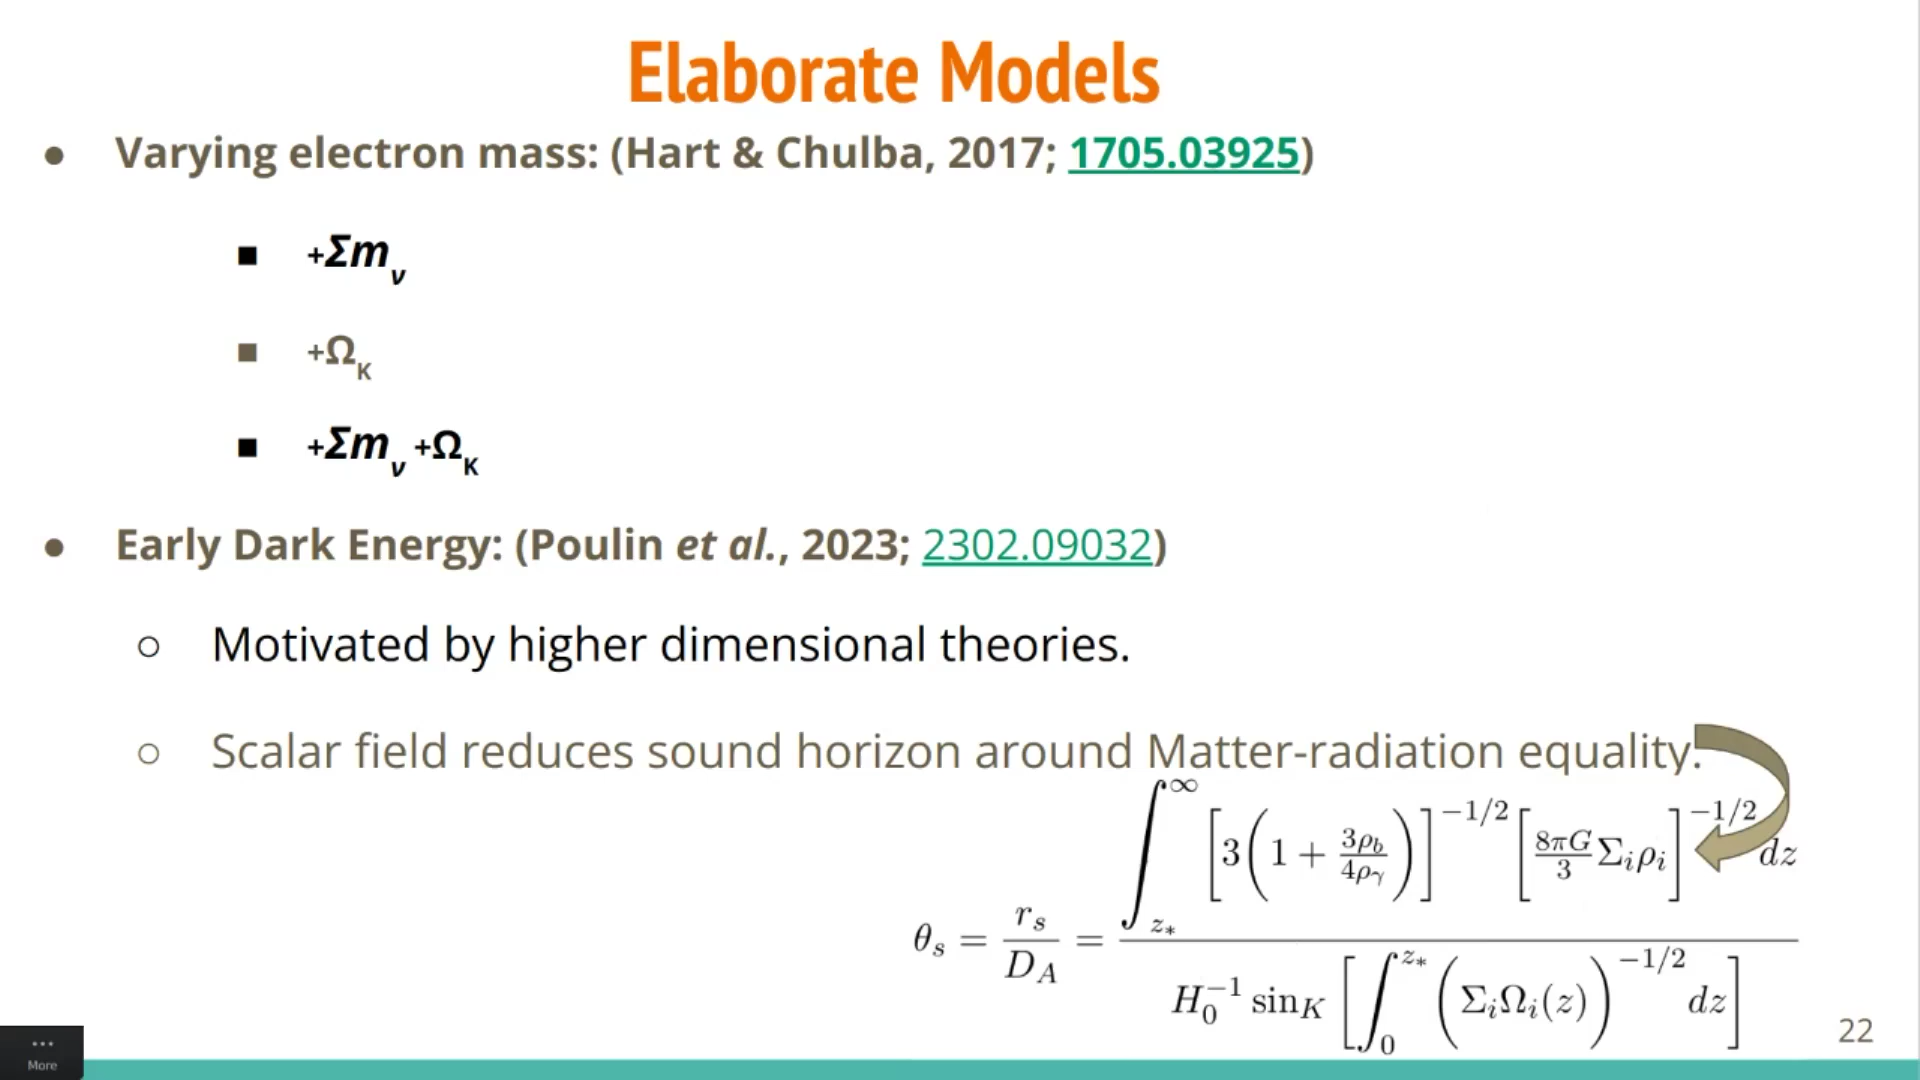 Elaborate Models
● Varying electron mass: (Hart & Chulba, 2017; 1705.03925)
■ +Σm_ν
■ +Ω_K
■ +Σm_ν +Ω_K
● Early Dark Energy: (Poulin et al., 2023; 2302.09032)
○ Motivated by higher dimensional theories.
○ Scalar field reduces sound horizon around Matter-radiation equality.
θ_s = r_s / D_A = ∫_{z_*}^{∞} [3(1 + 3ρ_b / 4ρ_γ)]^{−1/2} [8πG / 3 Σ_i ρ_i]^{−1/2} dz / H_0^{−1} sin_K [∫_0^{z_*} (Σ_i Ω_i(z))^{−1/2} dz]
22
More